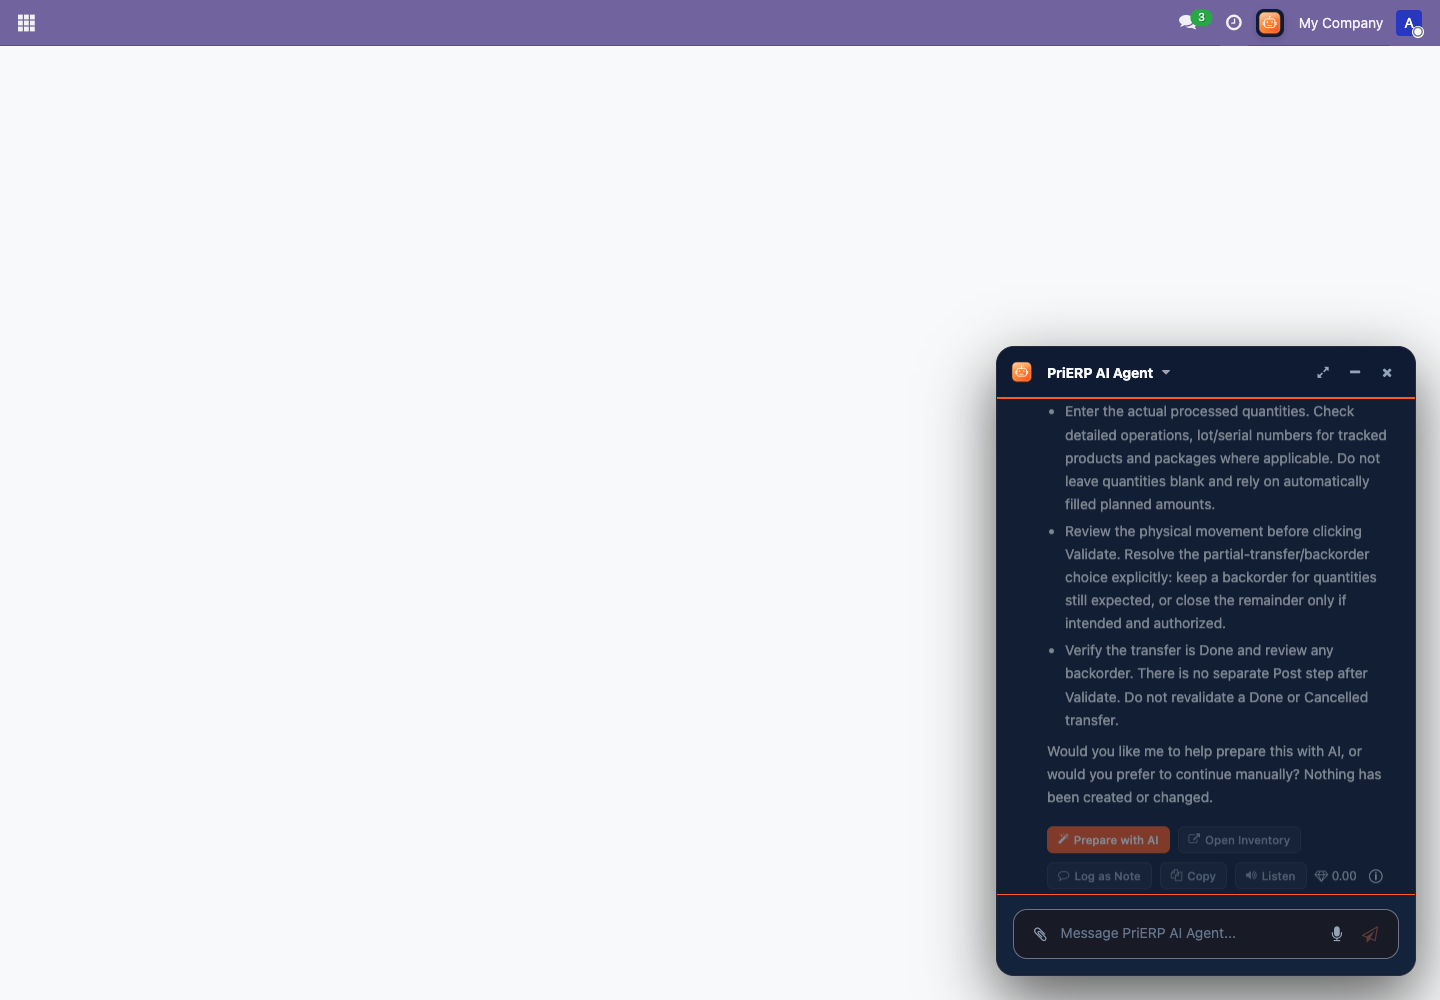 3
My Company
A
PriERP AI Agent
Enter the actual processed quantities. Check
detailed operations, lot/serial numbers for tracked
products and packages where applicable. Do not
leave quantities blank and rely on automatically
filled planned amounts.
Review the physical movement before clicking
Validate. Resolve the partial-transfer/backorder
choice explicitly: keep a backorder for quantities
still expected, or close the remainder only if
intended and authorized.
Verify the transfer is Done and review any
backorder. There is no separate Post step after
Validate. Do not revalidate a Done or Cancelled
transfer.
Would you like me to help prepare this with AI, or
would you prefer to continue manually? Nothing has
been created or changed.
Prepare with AI
Open Inventory
Log as Note
Copy
Listen
0.00
Message PriERP AI Agent...